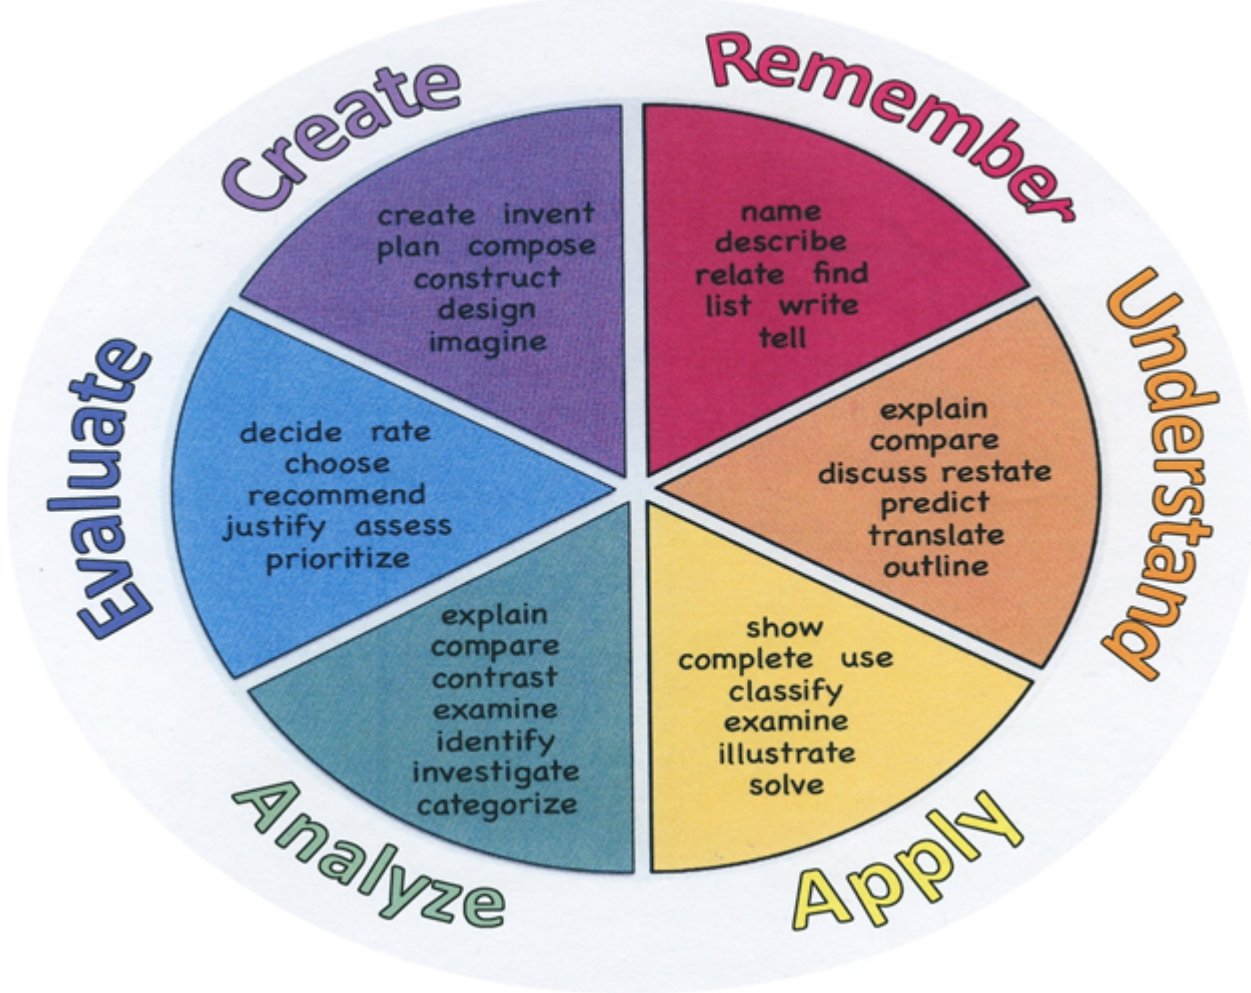 Create
create invent
plan compose
construct
design
imagine
Remember
name
describe
relate find
list write
tell
Understand
explain
compare
discuss restate
predict
translate
outline
Apply
show
complete use
classify
examine
illustrate
solve
Analyze
explain
compare
contrast
examine
identify
investigate
categorize
Evaluate
decide rate
choose
recommend
justify assess
prioritize